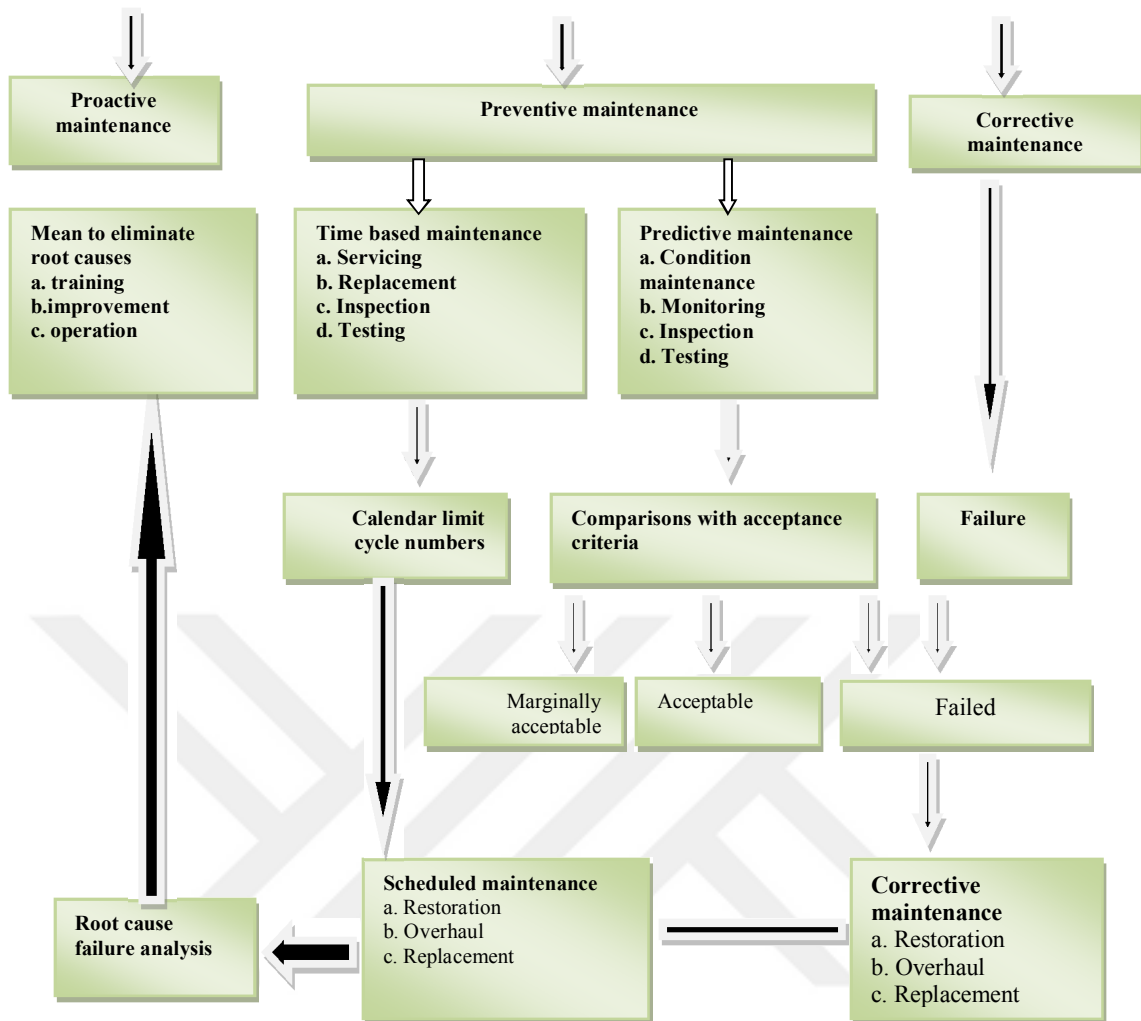 Proactive
maintenance
Preventive maintenance
Corrective
maintenance
Mean to eliminate
root causes
a. training
b.improvement
c. operation
Time based maintenance
a. Servicing
b. Replacement
c. Inspection
d. Testing
Predictive maintenance
a. Condition
maintenance
b. Monitoring
c. Inspection
d. Testing
Calendar limit
cycle numbers
Comparisons with acceptance
criteria
Failure
Marginally
acceptable
Acceptable
Failed
Scheduled maintenance
a. Restoration
b. Overhaul
c. Replacement
Corrective
maintenance
a. Restoration
b. Overhaul
c. Replacement
Root cause
failure analysis